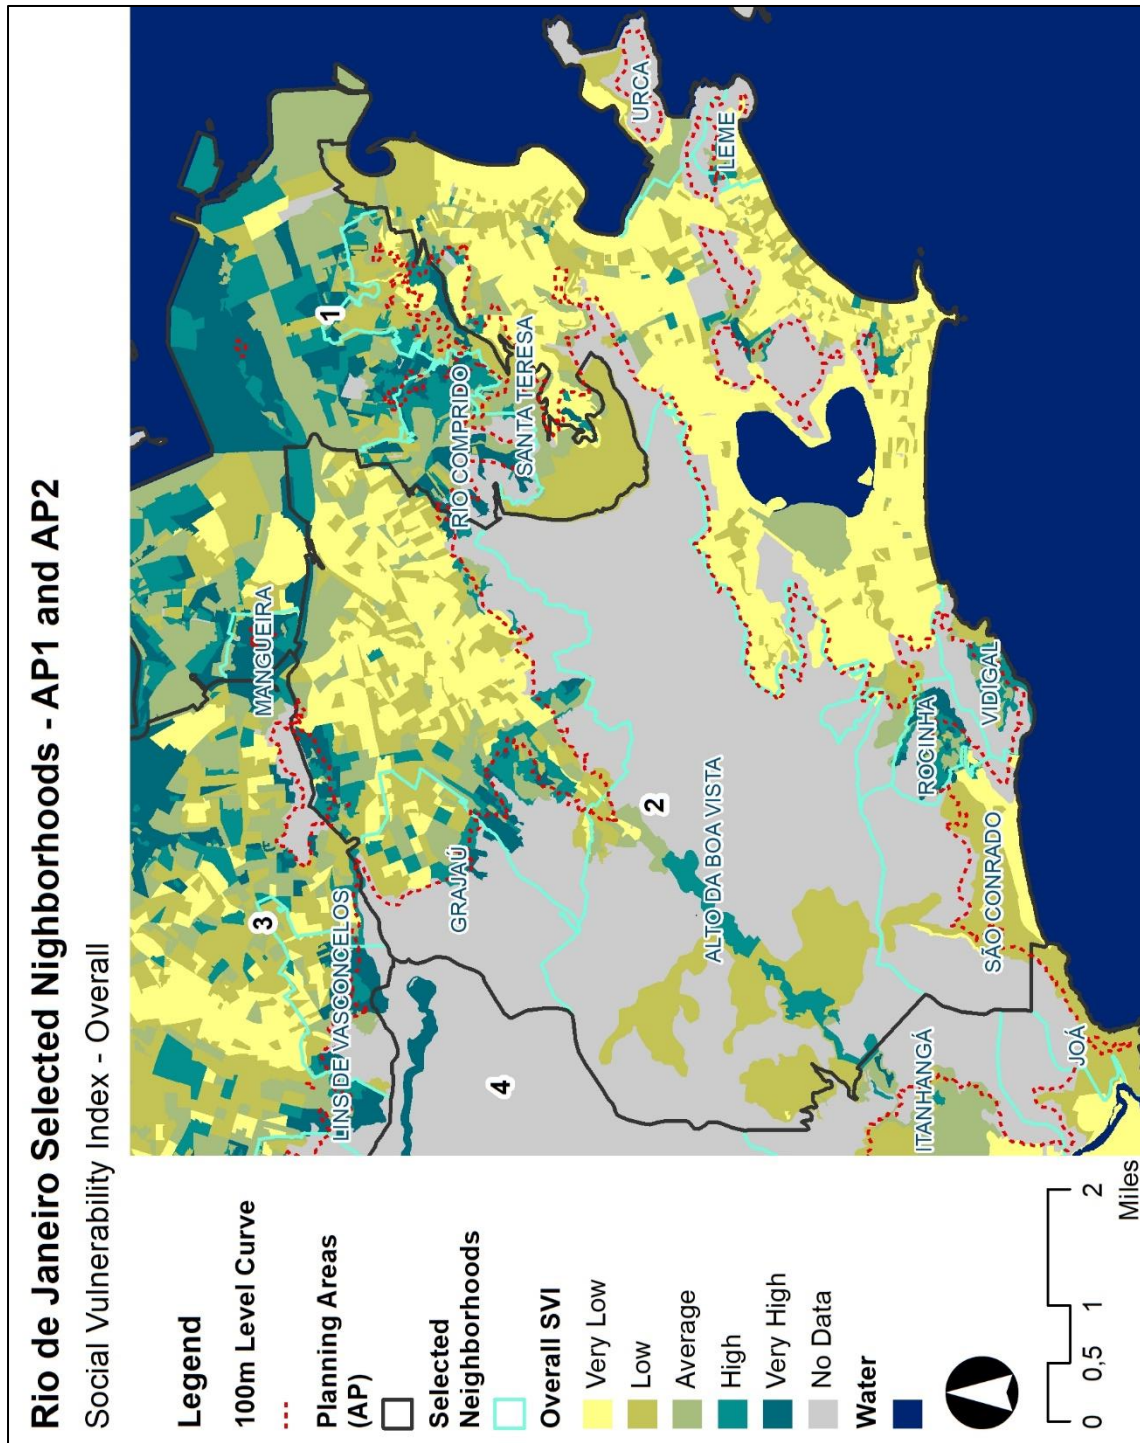 Rio de Janeiro Selected Nighborhoods - AP1 and AP2
Social Vulnerability Index - Overall
Legend
100m Level Curve
Planning Areas
(AP)
Selected
Neighborhoods
Overall SVI
Very Low
Low
Average
High
Very High
No Data
Water
0
0,5
1
2
Miles
3
MANGUEIRA
1
LINS DE VASCONCELOS
GRAJAÚ
RIO COMPRIDO
SANTA TERESA
URCA
4
2
LEME
ALTO DA BOA VISTA
ITANHANGÁ
ROCINHA
SÃO CONRADO
VIDIGAL
JOÁ